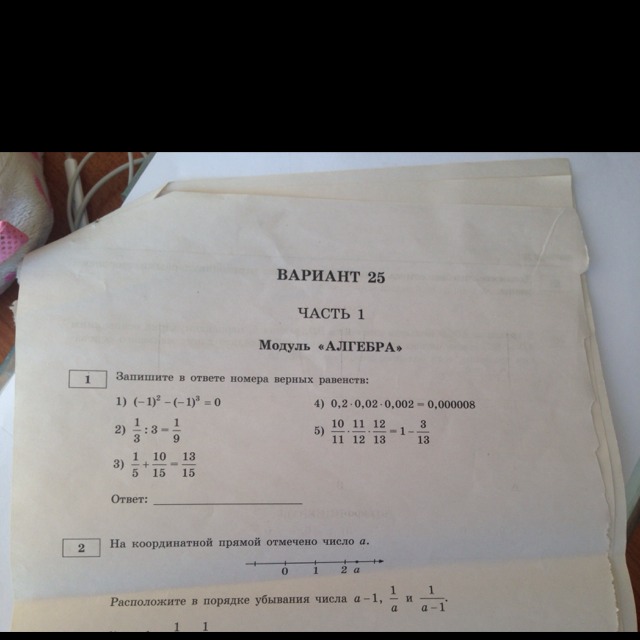 ВАРИАНТ 25
ЧАСТЬ 1
Модуль «АЛГЕБРА»
1 Запишите в ответе номера верных равенств:
1) (−1)² − (−1)³ = 0
2) 1/3 : 3 = 1/9
3) 1/5 + 10/15 = 13/15
4) 0,2 · 0,02 · 0,002 = 0,000008
5) 10/11 · 11/12 · 12/13 = 1 − 3/13
Ответ:
2 На координатной прямой отмечено число a.
0 1 2 a
Расположите в порядке убывания числа a − 1, 1/a и 1/(a − 1).